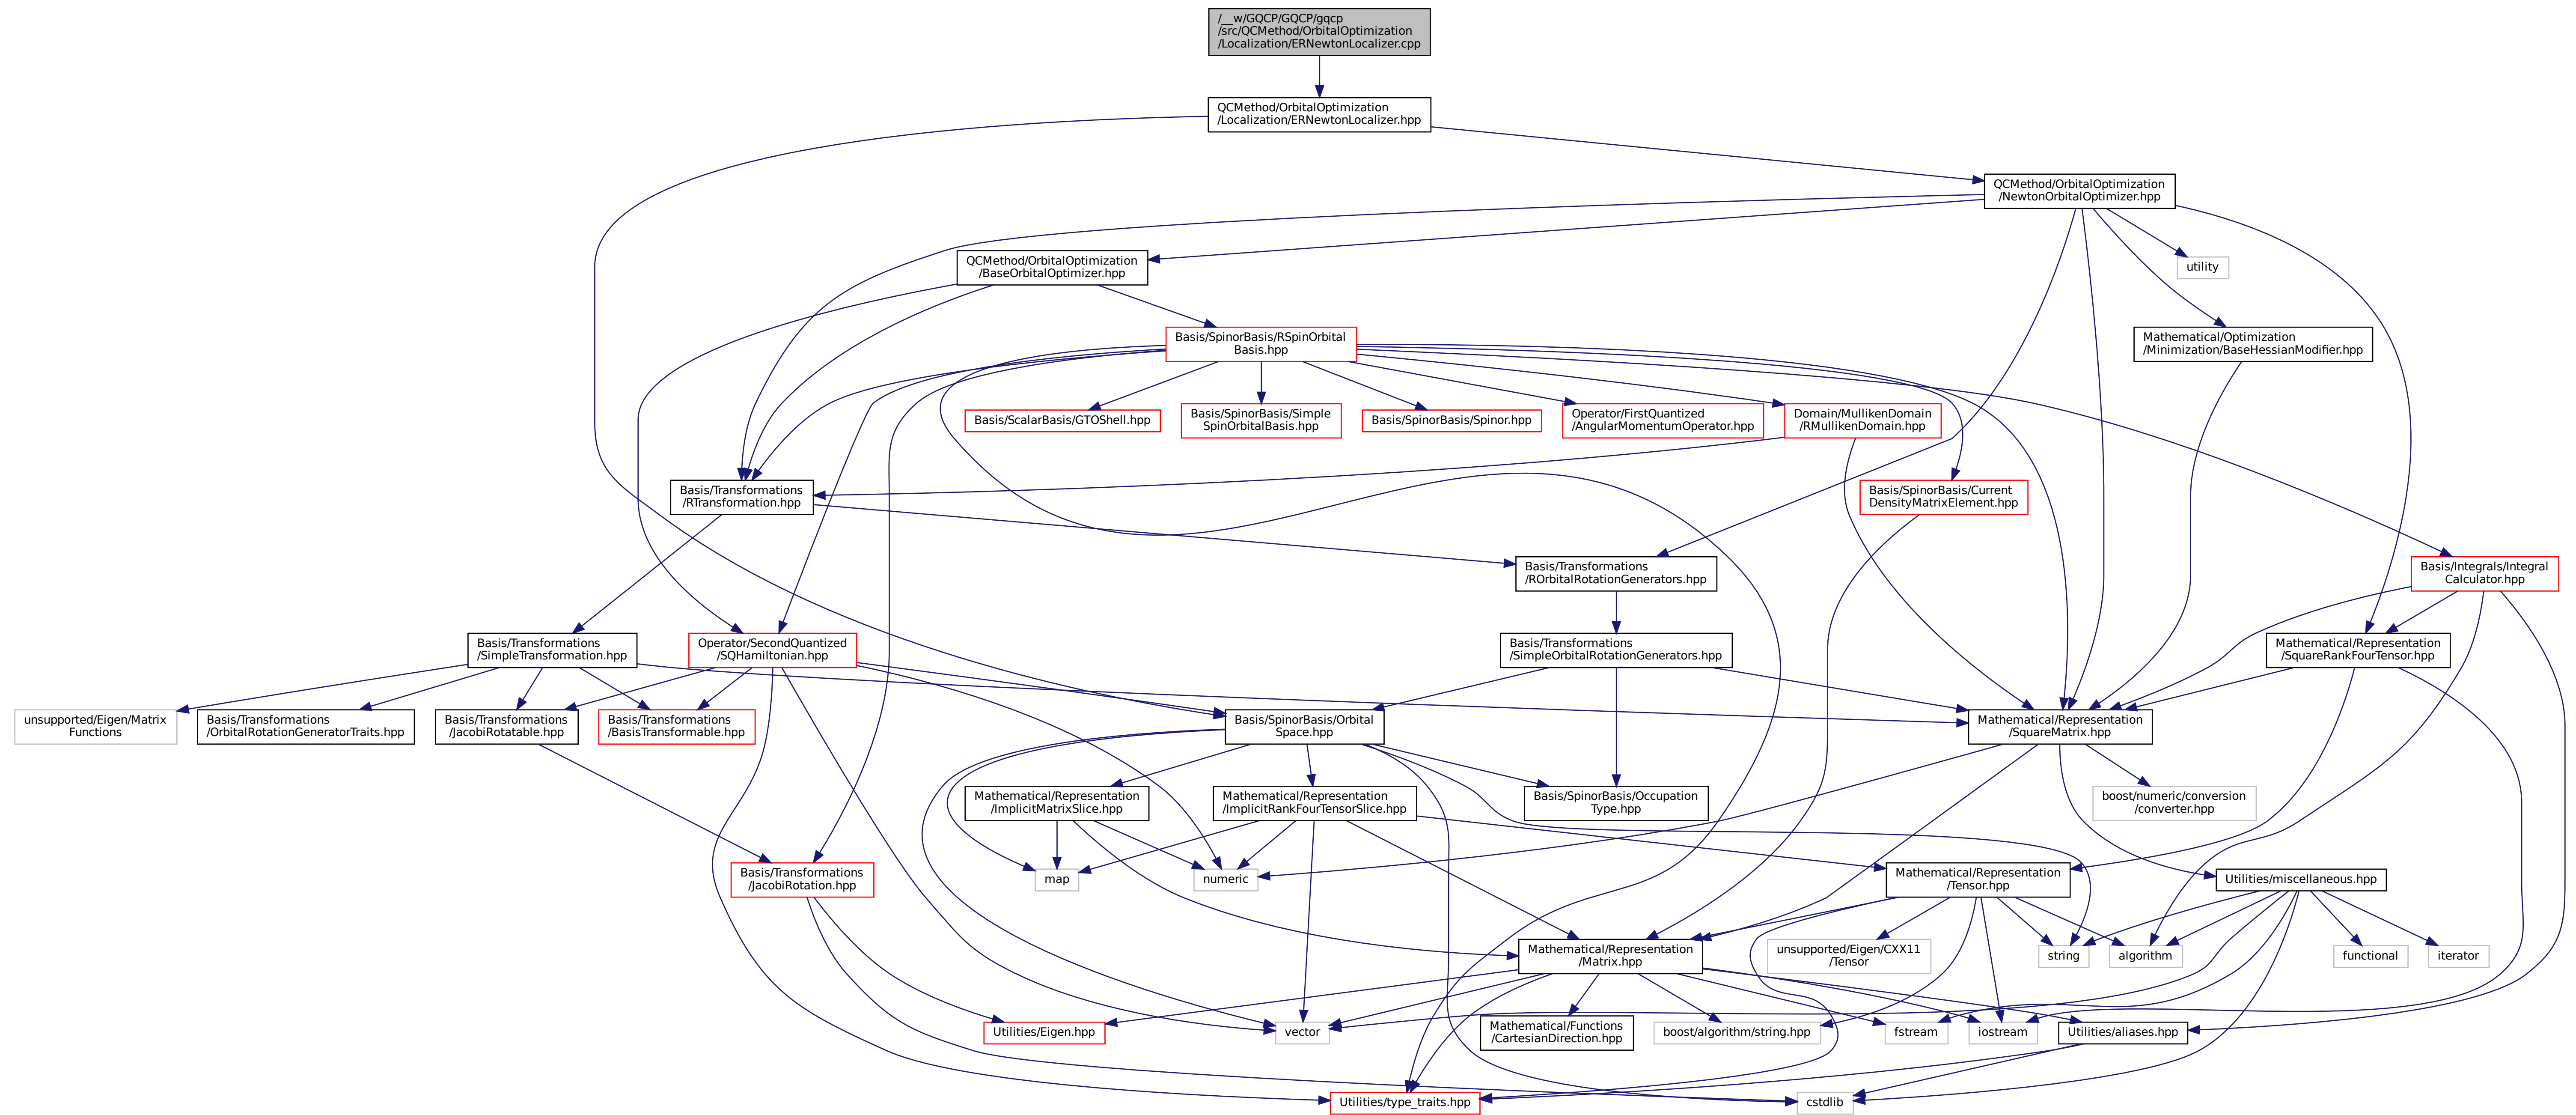 /__w/GQCP/GQCP/gqcp
/src/QCMethod/OrbitalOptimization
/Localization/ERNewtonLocalizer.cpp
QCMethod/OrbitalOptimization
/Localization/ERNewtonLocalizer.hpp
QCMethod/OrbitalOptimization
/NewtonOrbitalOptimizer.hpp
QCMethod/OrbitalOptimization
/BaseOrbitalOptimizer.hpp
utility
Basis/SpinorBasis/RSpinOrbital
Basis.hpp
Mathematical/Optimization
/Minimization/BaseHessianModifier.hpp
Basis/ScalarBasis/GTOShell.hpp
Basis/SpinorBasis/Simple
SpinOrbitalBasis.hpp
Basis/SpinorBasis/Spinor.hpp
Operator/FirstQuantized
/AngularMomentumOperator.hpp
Domain/MullikenDomain
/RMullikenDomain.hpp
Basis/Transformations
/RTransformation.hpp
Basis/SpinorBasis/Current
DensityMatrixElement.hpp
Basis/Transformations
/ROrbitalRotationGenerators.hpp
Basis/Integrals/Integral
Calculator.hpp
Basis/Transformations
/SimpleTransformation.hpp
Operator/SecondQuantized
/SQHamiltonian.hpp
Basis/Transformations
/SimpleOrbitalRotationGenerators.hpp
Mathematical/Representation
/SquareRankFourTensor.hpp
unsupported/Eigen/Matrix
Functions
Basis/Transformations
/OrbitalRotationGeneratorTraits.hpp
Basis/Transformations
/JacobiRotatable.hpp
Basis/Transformations
/BasisTransformable.hpp
Basis/SpinorBasis/Orbital
Space.hpp
Mathematical/Representation
/SquareMatrix.hpp
Mathematical/Representation
/ImplicitMatrixSlice.hpp
Mathematical/Representation
/ImplicitRankFourTensorSlice.hpp
Basis/SpinorBasis/Occupation
Type.hpp
boost/numeric/conversion
/converter.hpp
Basis/Transformations
/JacobiRotation.hpp
map
numeric
Mathematical/Representation
/Tensor.hpp
Utilities/miscellaneous.hpp
Mathematical/Representation
/Matrix.hpp
unsupported/Eigen/CXX11
/Tensor
string
algorithm
functional
iterator
Utilities/Eigen.hpp
vector
Mathematical/Functions
/CartesianDirection.hpp
boost/algorithm/string.hpp
fstream
iostream
Utilities/aliases.hpp
Utilities/type_traits.hpp
cstdlib